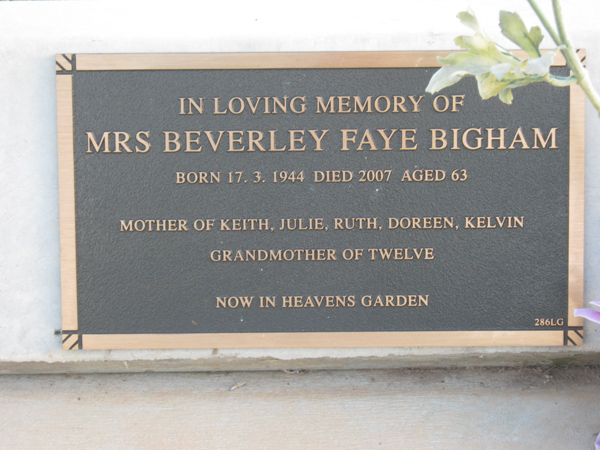 IN LOVING MEMORY OF
MRS BEVERLEY FAYE BIGHAM
BORN 17. 3. 1944 DIED 2007 AGED 63
MOTHER OF KEITH, JULIE, RUTH, DOREEN, KELVIN
GRANDMOTHER OF TWELVE
NOW IN HEAVENS GARDEN
286LG